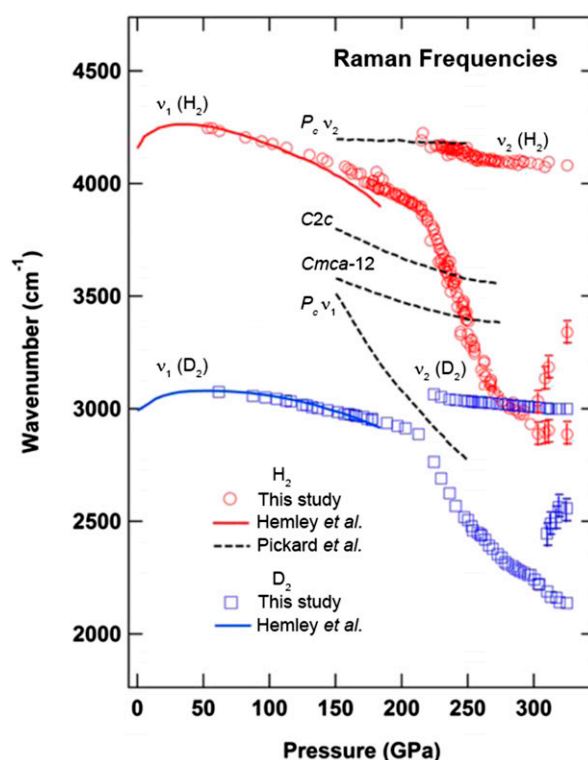 Raman Frequencies
4500
4000
3500
3000
2500
2000
Wavenumber (cm⁻¹)
ν₁ (H₂)
P_c ν₂
ν₂ (H₂)
C2c
Cmca-12
P_c ν₁
ν₁ (D₂)
ν₂ (D₂)
H₂
This study
Hemley et al.
Pickard et al.
D₂
This study
Hemley et al.
0 50 100 150 200 250 300
Pressure (GPa)